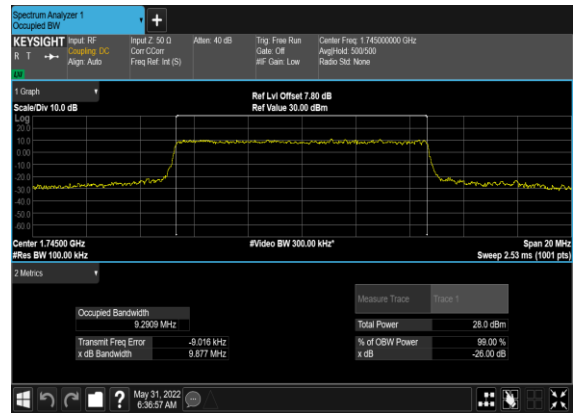 Spectrum Analyzer 1
Occupied BW
+
KEYSIGHT Input: RF Input Z: 50 Ω Atten: 40 dB Trig: Free Run Center Freq: 1.745000000 GHz
R T Coupling: DC Corr CCorr Gate: Off Avg|Hold: 500/500
Align: Auto Freq Ref: Int (S) #IF Gain: Low Radio Std: None
LXI
1 Graph
Scale/Div 10.0 dB Ref Lvl Offset 7.80 dB
Ref Value 30.00 dBm
Log
20.0
10.0
0.00
-10.0
-20.0
-30.0
-40.0
-50.0
-60.0
Center 1.74500 GHz #Video BW 300.00 kHz* Span 20 MHz
#Res BW 100.00 kHz Sweep 2.53 ms (1001 pts)
2 Metrics
Measure Trace Trace 1
Occupied Bandwidth
9.2909 MHz Total Power 28.0 dBm
Transmit Freq Error -9.016 kHz % of OBW Power 99.00 %
x dB Bandwidth 9.877 MHz x dB -26.00 dB
? May 31, 2022
6:36:57 AM